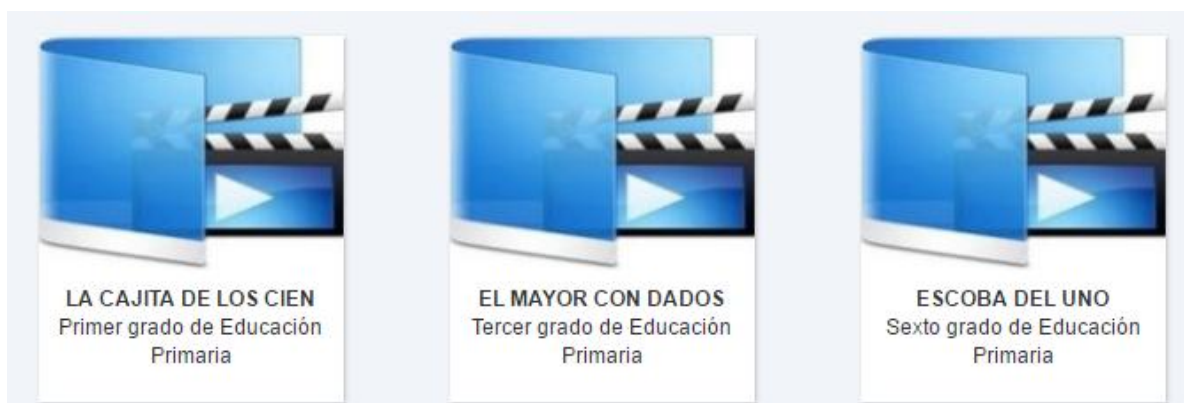 LA CAJITA DE LOS CIEN
Primer grado de Educación
Primaria
EL MAYOR CON DADOS
Tercer grado de Educación
Primaria
ESCOBA DEL UNO
Sexto grado de Educación
Primaria